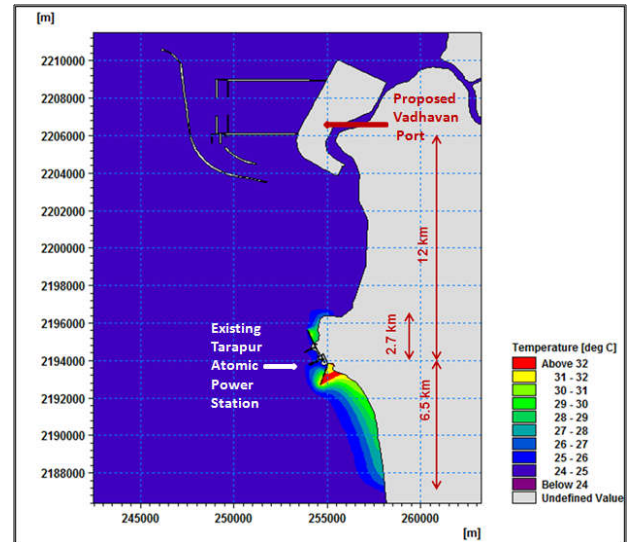 [m]
2210000
2208000
2206000
2204000
2202000
2200000
2198000
2196000
2194000
2192000
2190000
2188000
245000
250000
255000
260000
[m]
Proposed
Vadhavan
Port
12 km
2.7 km
6.5 km
Existing
Tarapur
Atomic
Power
Station
Temperature [deg C]
Above 32
31 - 32
30 - 31
29 - 30
28 - 29
27 - 28
26 - 27
25 - 26
24 - 25
Below 24
Undefined Value